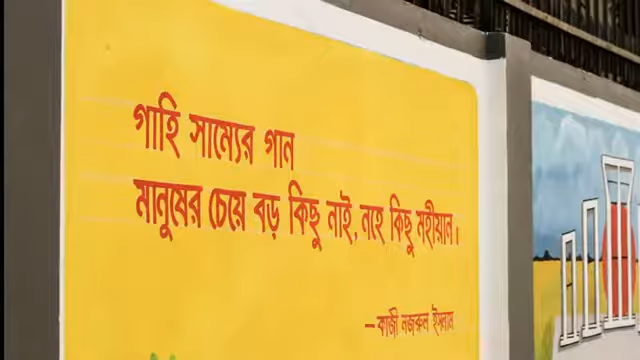 গাহি সাম্যের গান
মানুষের চেয়ে বড় কিছু নাই, নহে কিছু মহীয়ান।
– কাজী নজরুল ইসলাম